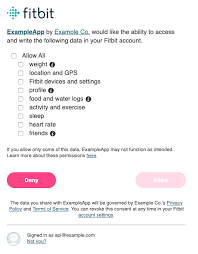 fitbit
ExampleApp by Example Co. would like the ability to access
and write the following data in your Fitbit account.
Allow All
weight
location and GPS
Fitbit devices and settings
profile
food and water logs
activity and exercise
sleep
heart rate
friends
If you allow only some of this data, ExampleApp may not function as intended.
Learn more about these permissions here.
Deny
Allow
The data you share with ExampleApp will be governed by Example Co.'s Privacy
Policy and Terms of Service. You can revoke this consent at any time in your Fitbit
account settings.
Signed in as api@example.com
Not you?